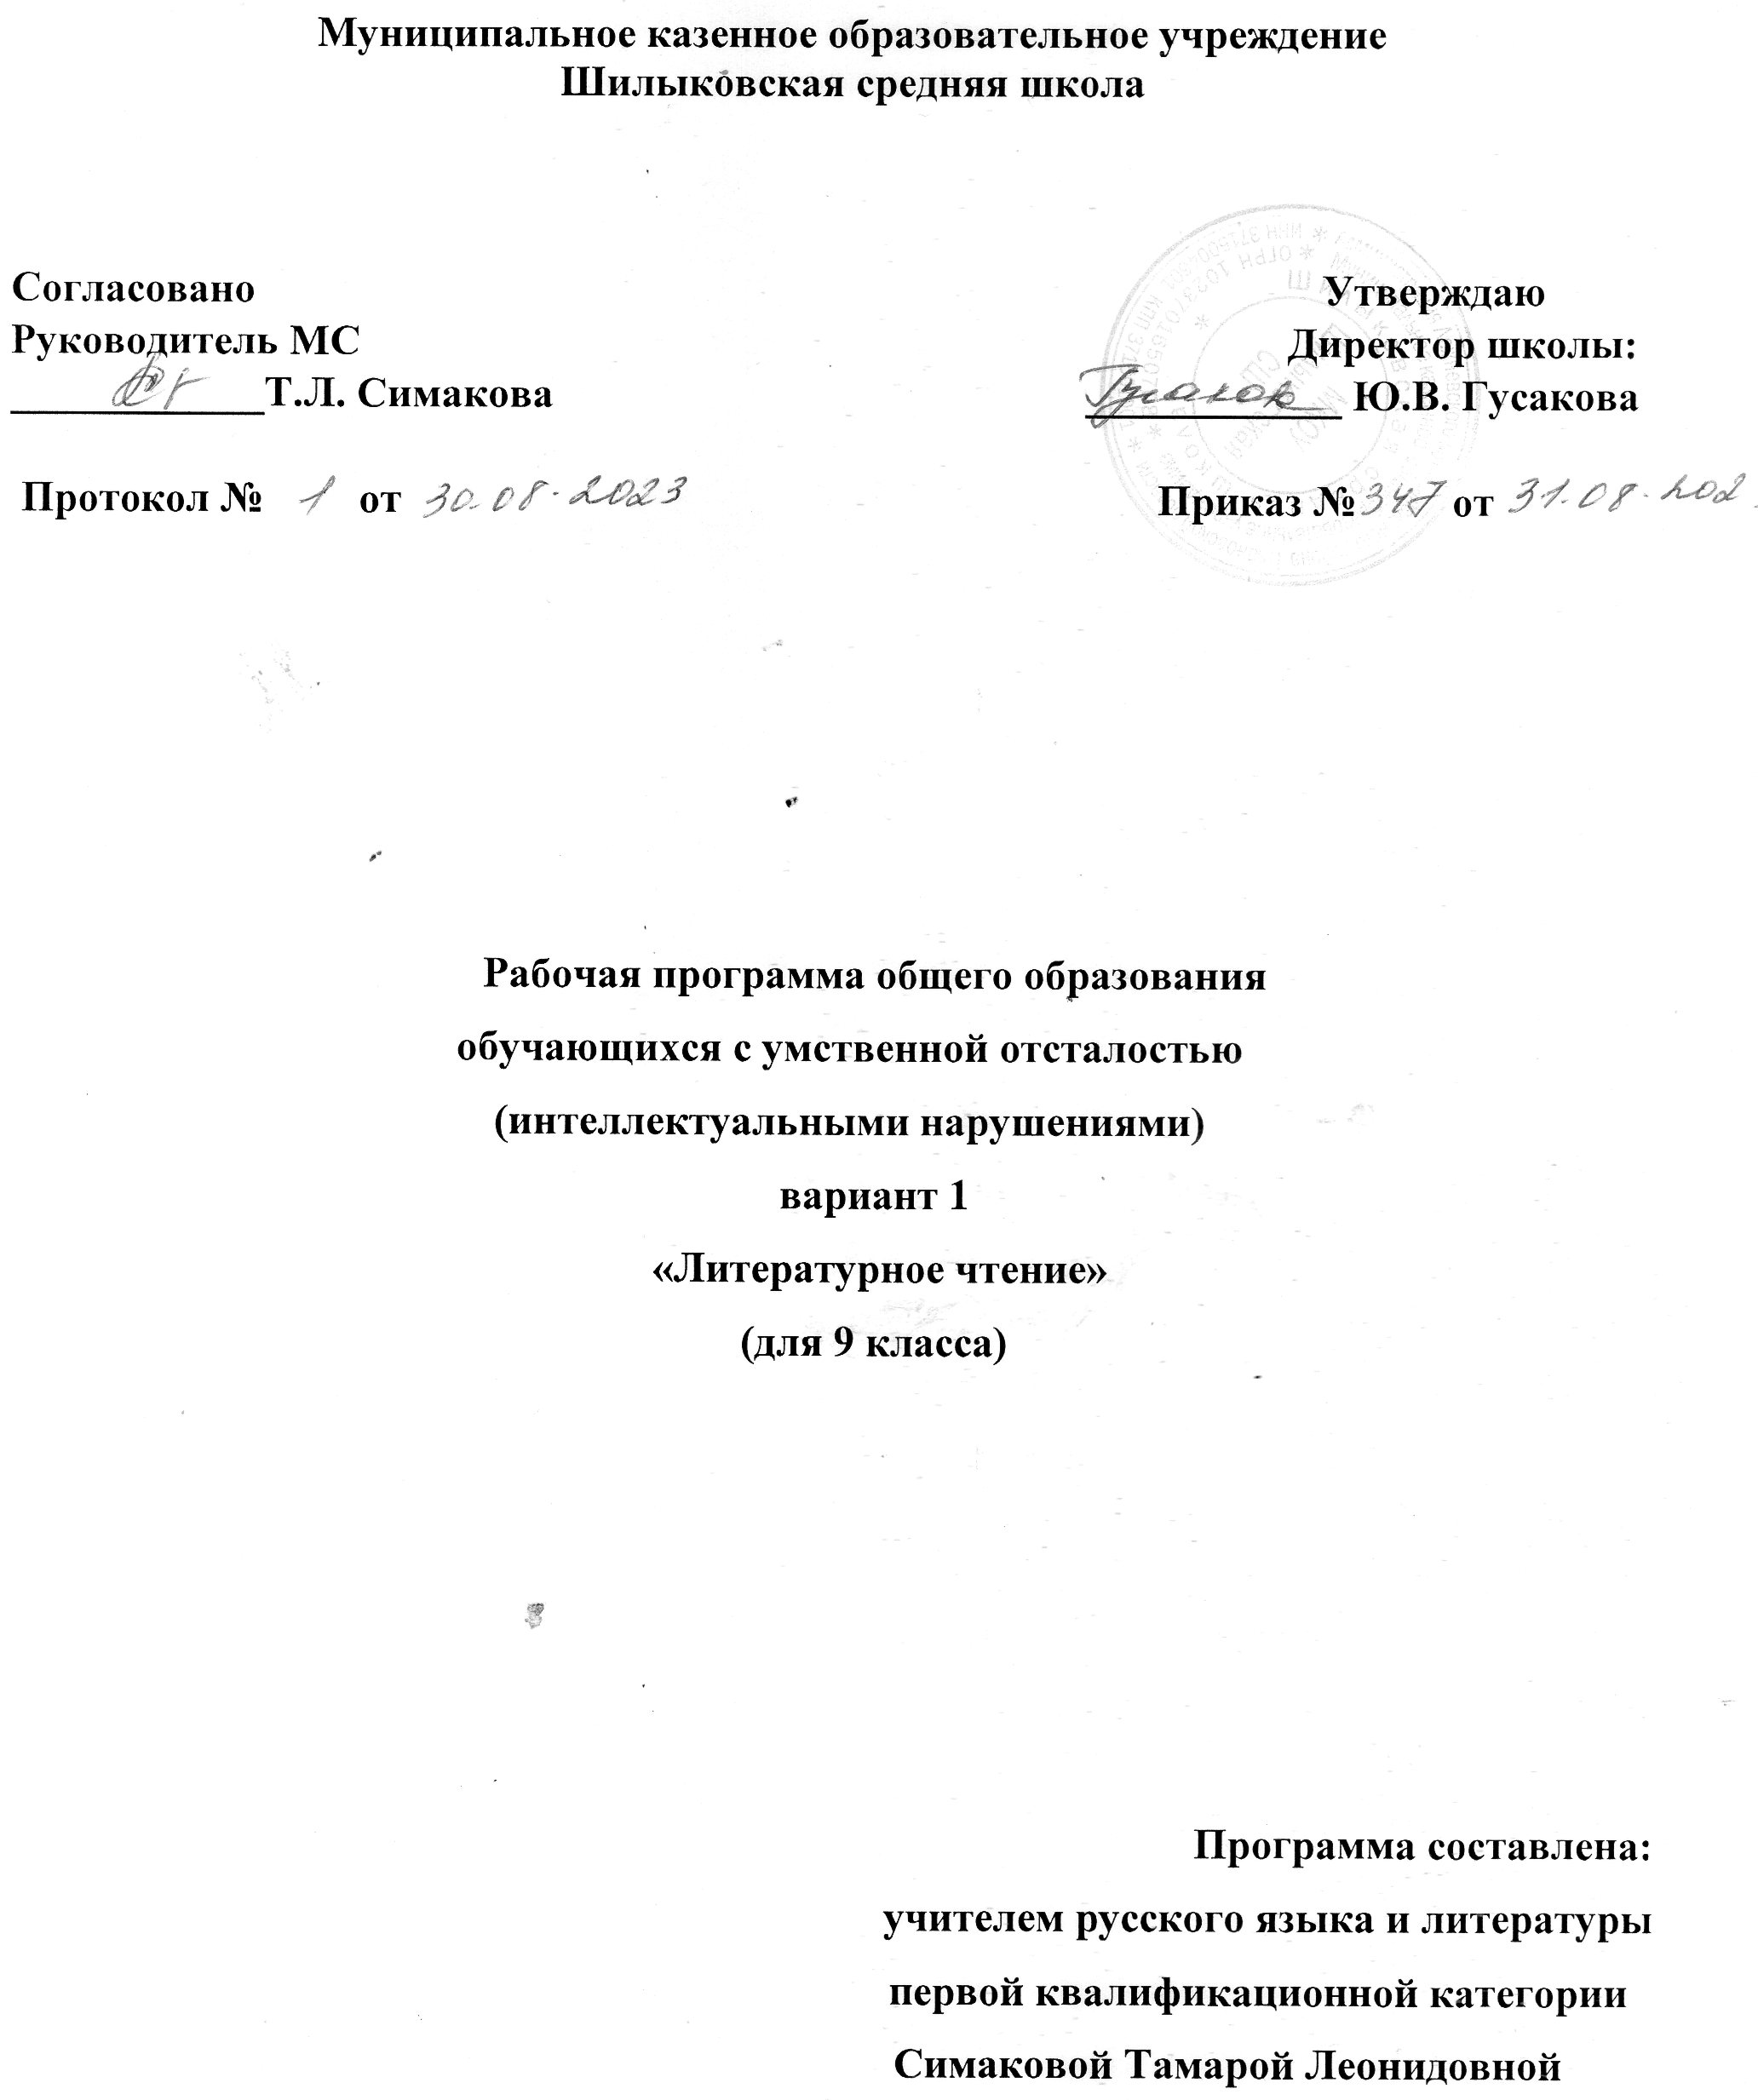 Муниципальное казенное образовательное учреждение
Шилыковская средняя школа
Согласовано
Руководитель МС
Т.Л. Симакова
Протокол № 1 от 30.08.2023
Утверждаю
Директор школы:
Ю.В. Гусакова
Приказ № 347 от 31.08.202
Рабочая программа общего образования
обучающихся с умственной отсталостью
(интеллектуальными нарушениями)
вариант 1
«Литературное чтение»
(для 9 класса)
Программа составлена:
учителем русского языка и литературы
первой квалификационной категории
Симаковой Тамарой Леонидовной